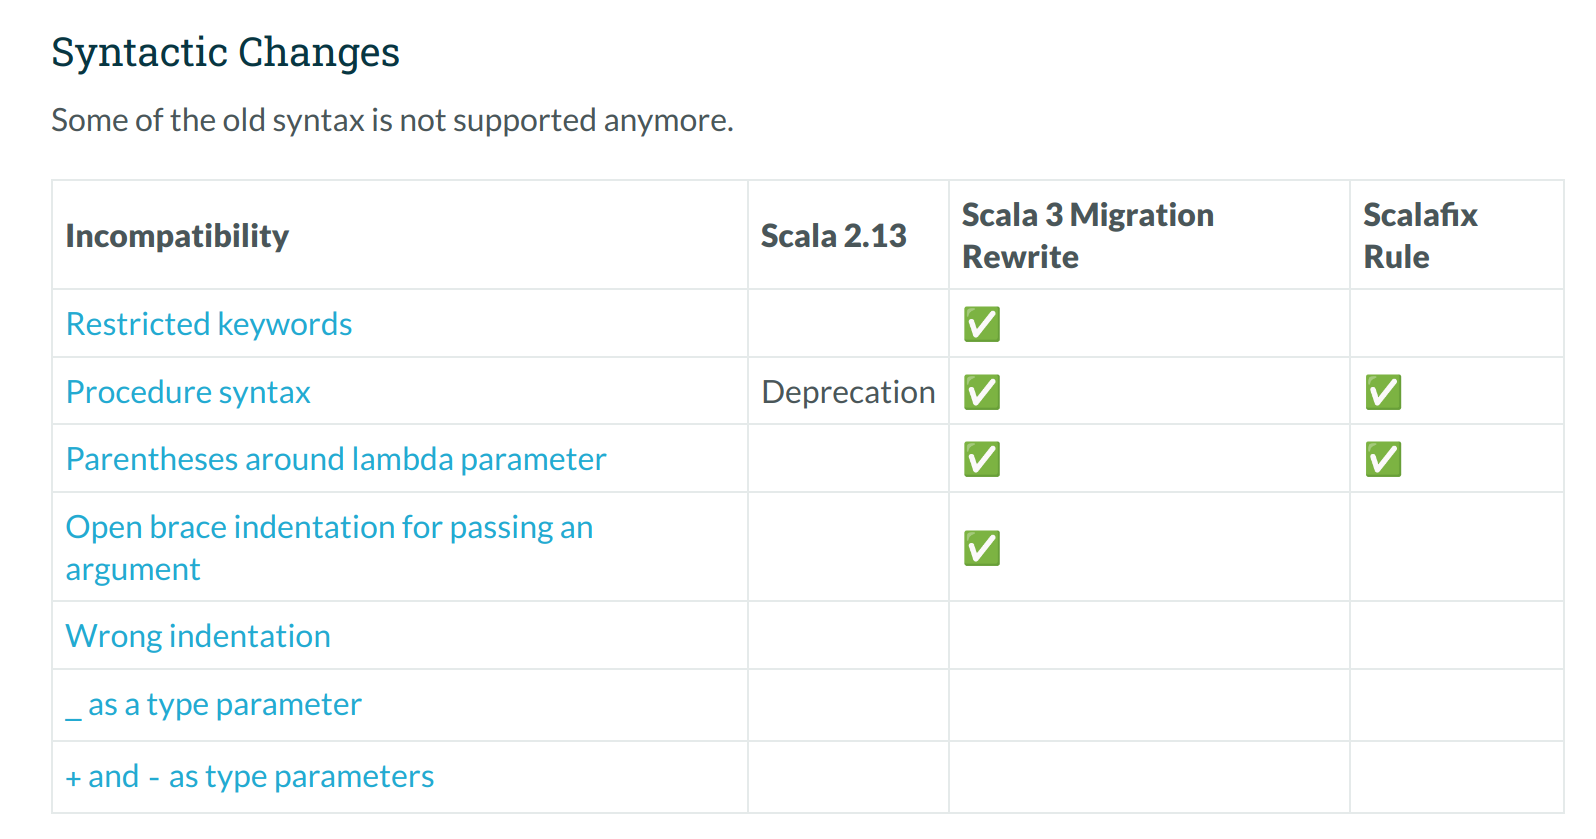 Syntactic Changes
Some of the old syntax is not supported anymore.
Incompatibility Scala 2.13 Scala 3 Migration Rewrite Scalafix Rule
Restricted keywords ✅
Procedure syntax Deprecation ✅ ✅
Parentheses around lambda parameter ✅ ✅
Open brace indentation for passing an
argument ✅
Wrong indentation
_ as a type parameter
+ and - as type parameters